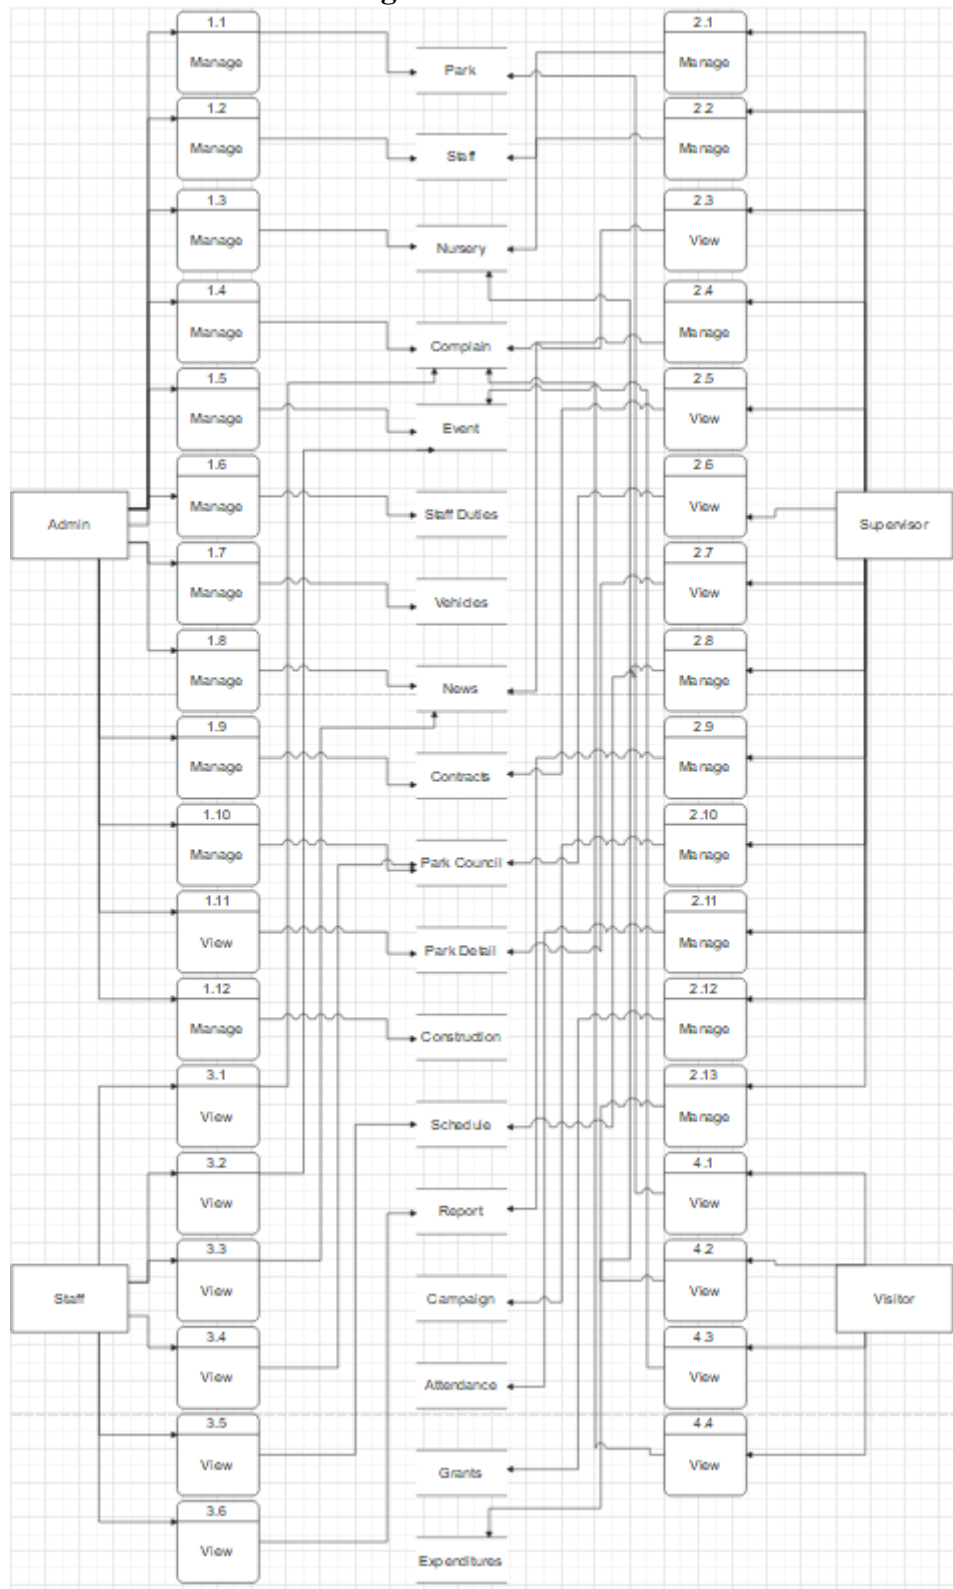 g
1.1
Manage
1.2
Manage
1.3
Manage
1.4
Manage
1.5
Manage
1.6
Manage
1.7
Manage
1.8
Manage
1.9
Manage
1.10
Manage
1.11
View
1.12
Manage
3.1
View
3.2
View
3.3
View
3.4
View
3.5
View
3.6
View
Admin
Staff
Park
Staff
Nursery
Complain
Event
Staff Duties
Vehicles
News
Contracts
Park Council
Park Detail
Construction
Schedule
Report
Campaign
Attendance
Grants
Expenditures
2.1
Manage
2.2
Manage
2.3
View
2.4
Manage
2.5
View
2.6
View
2.7
View
2.8
Manage
2.9
Manage
2.10
Manage
2.11
Manage
2.12
Manage
2.13
Manage
4.1
View
4.2
View
4.3
View
4.4
View
Supervisor
Visitor